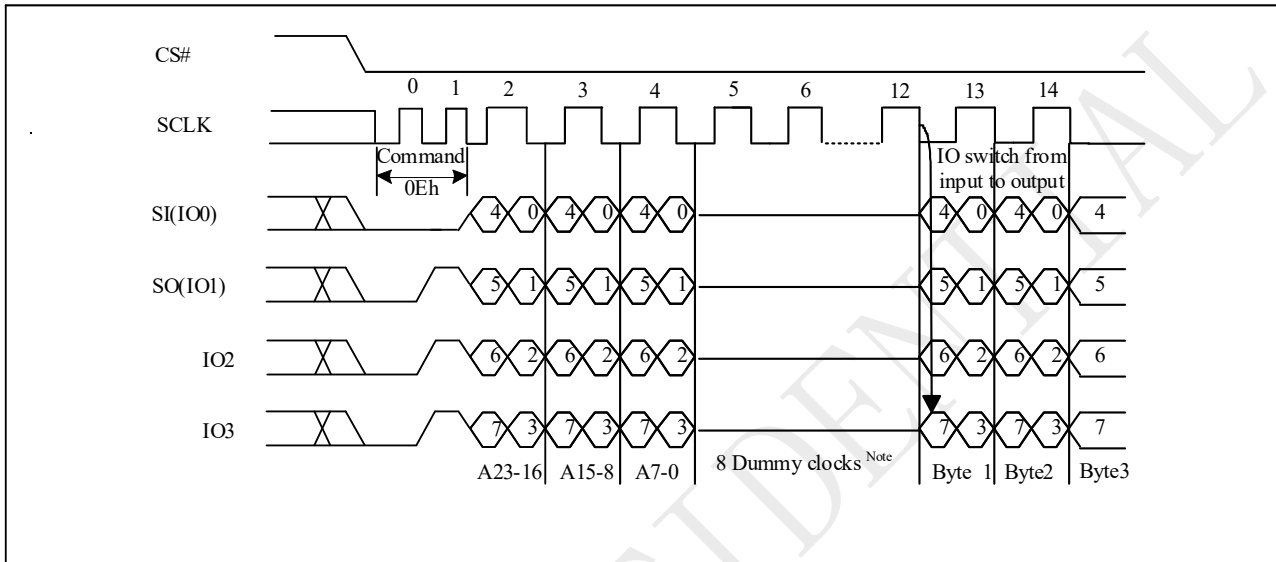 CS#
0 1 2 3 4 5 6 12 13 14
SCLK
Command
0Eh
IO switch from
input to output
SI(IO0) 4 0 4 0 4 0 4 0 4 0 4
SO(IO1) 5 1 5 1 5 1 5 1 5 1 5
IO2 6 2 6 2 6 2 6 2 6 2 6
IO3 7 3 7 3 7 3 7 3 7 3 7
A23-16 A15-8 A7-0 8 Dummy clocks Note Byte 1 Byte2 Byte3
DENTIAL